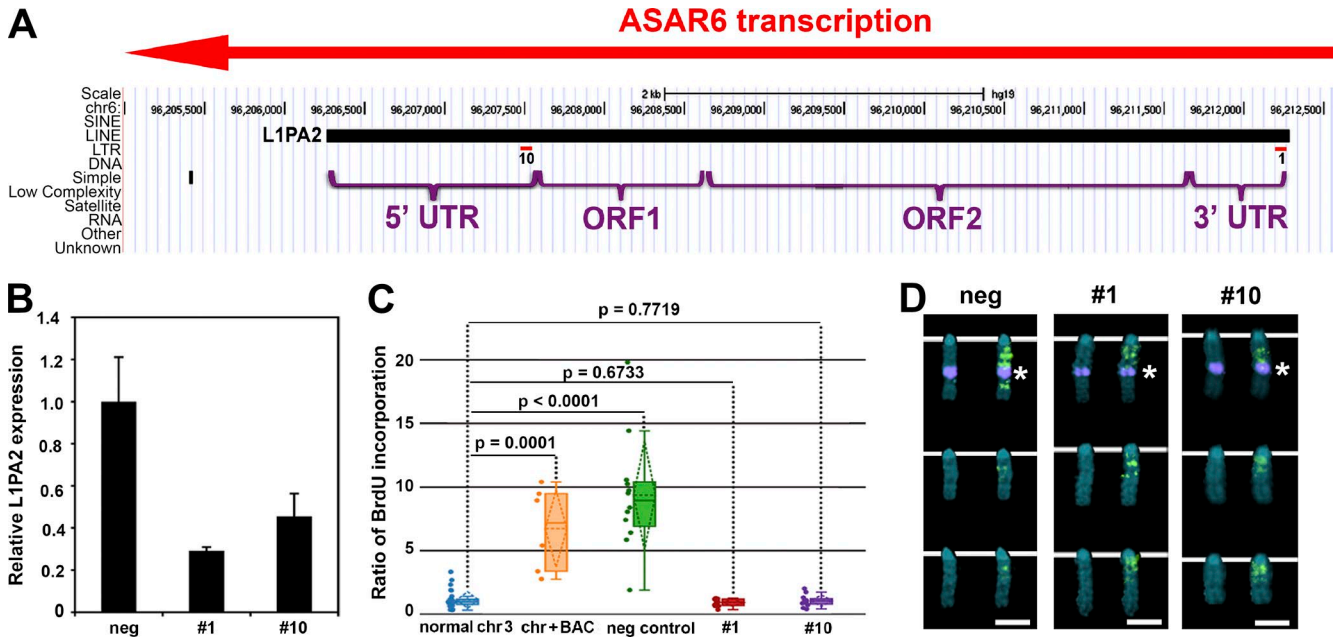 A
ASAR6 transcription
Scale
2 kb
hg19
chr6:
96,205,500
96,206,000
96,206,500
96,207,000
96,207,500
96,208,000
96,208,500
96,209,000
96,209,500
96,210,000
96,210,500
96,211,000
96,211,500
96,212,000
96,212,500
SINE
LINE
L1PA2
LTR
DNA
10
1
Simple
Low Complexity
Satellite
RNA
Other
Unknown
5’ UTR
ORF1
ORF2
3’ UTR
B
Relative L1PA2 expression
1.4
1.2
1.0
0.8
0.6
0.4
0.2
0
neg
#1
#10
C
Ratio of BrdU incorporation
20
15
10
5
p = 0.7719
p = 0.6733
p < 0.0001
p = 0.0001
normal chr3
chr+BAC
neg control
#1
#10
D
neg
#1
#10
*
*
*